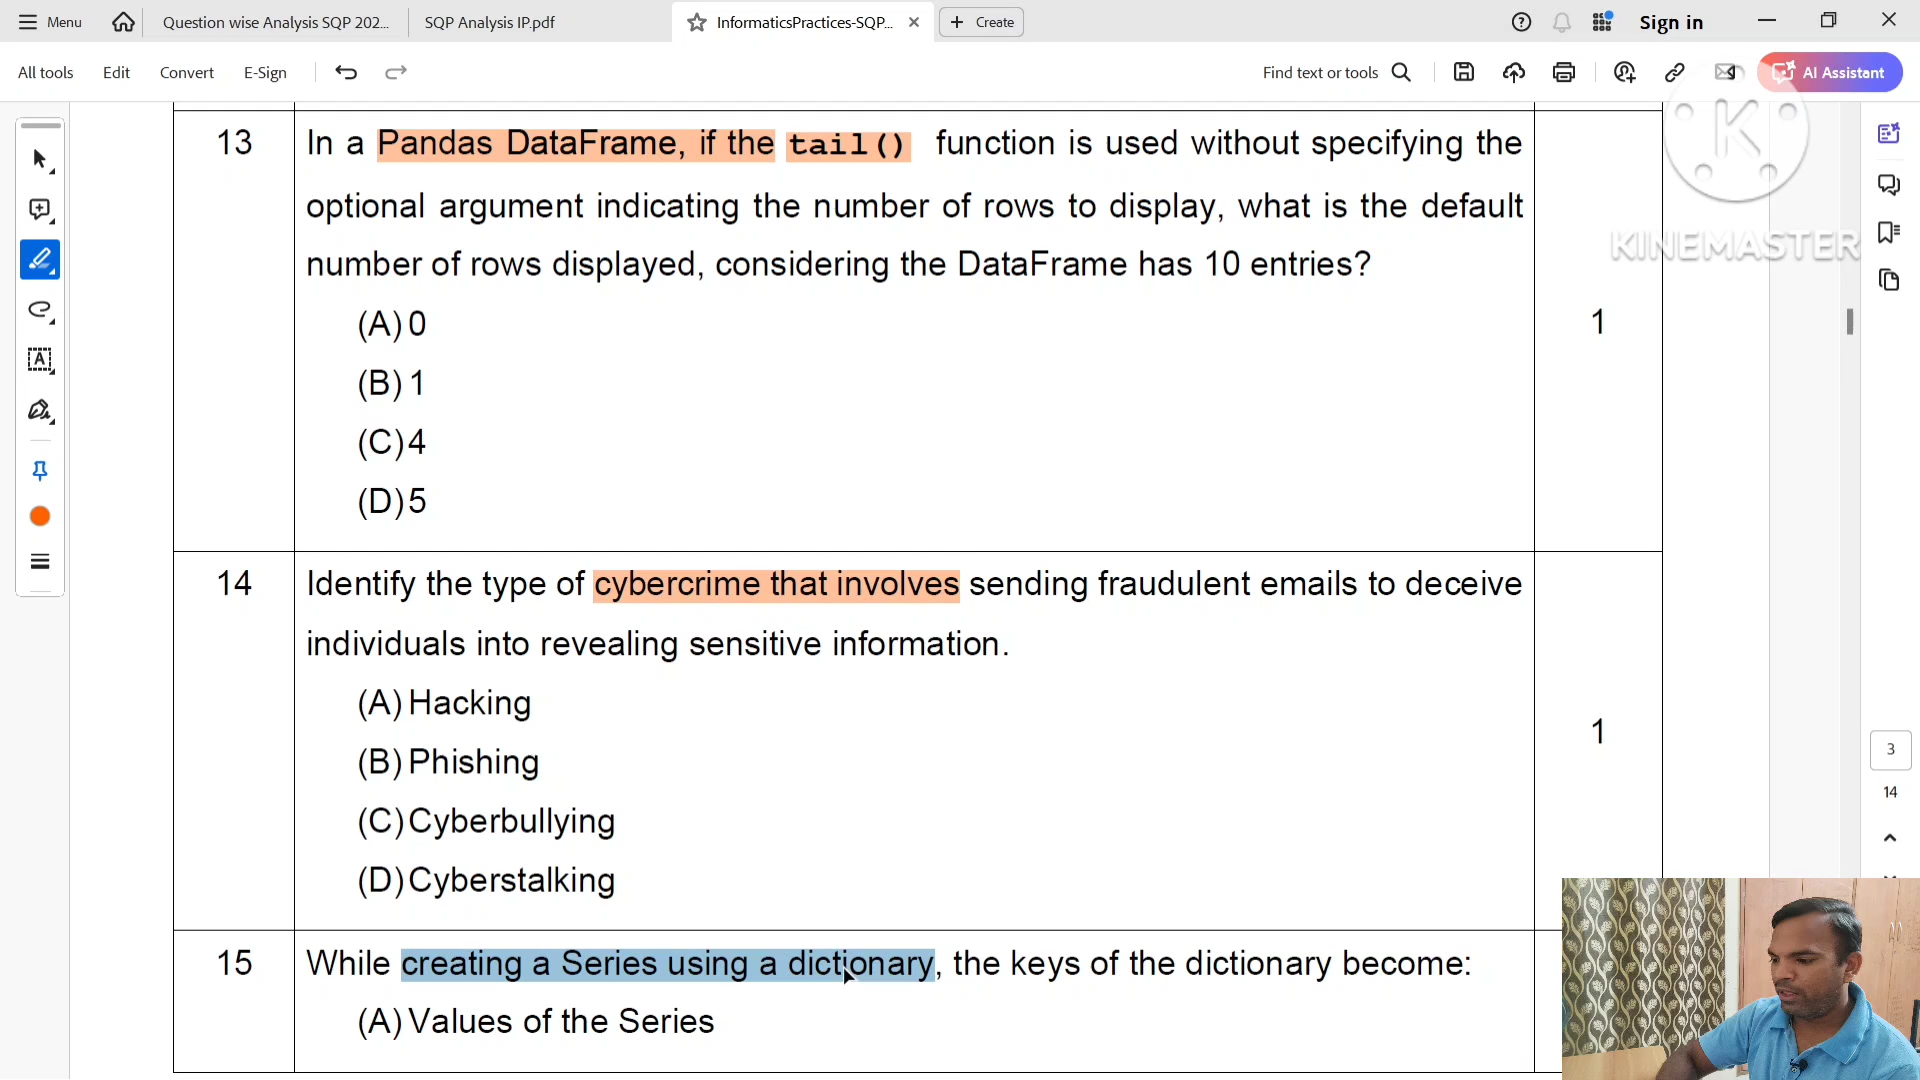 Menu
Question wise Analysis SQP 202...
SQP Analysis IP.pdf
InformaticsPractices-SQP...
Create
Sign in
All tools
Edit
Convert
E-Sign
Find text or tools
AI Assistant
13
In a Pandas DataFrame, if the tail() function is used without specifying the
optional argument indicating the number of rows to display, what is the default
number of rows displayed, considering the DataFrame has 10 entries?
(A) 0
(B) 1
(C) 4
(D) 5
1
K
KINEMASTER
14
Identify the type of cybercrime that involves sending fraudulent emails to deceive
individuals into revealing sensitive information.
(A) Hacking
(B) Phishing
(C) Cyberbullying
(D) Cyberstalking
1
3
14
15
While creating a Series using a dictionary, the keys of the dictionary become:
(A) Values of the Series